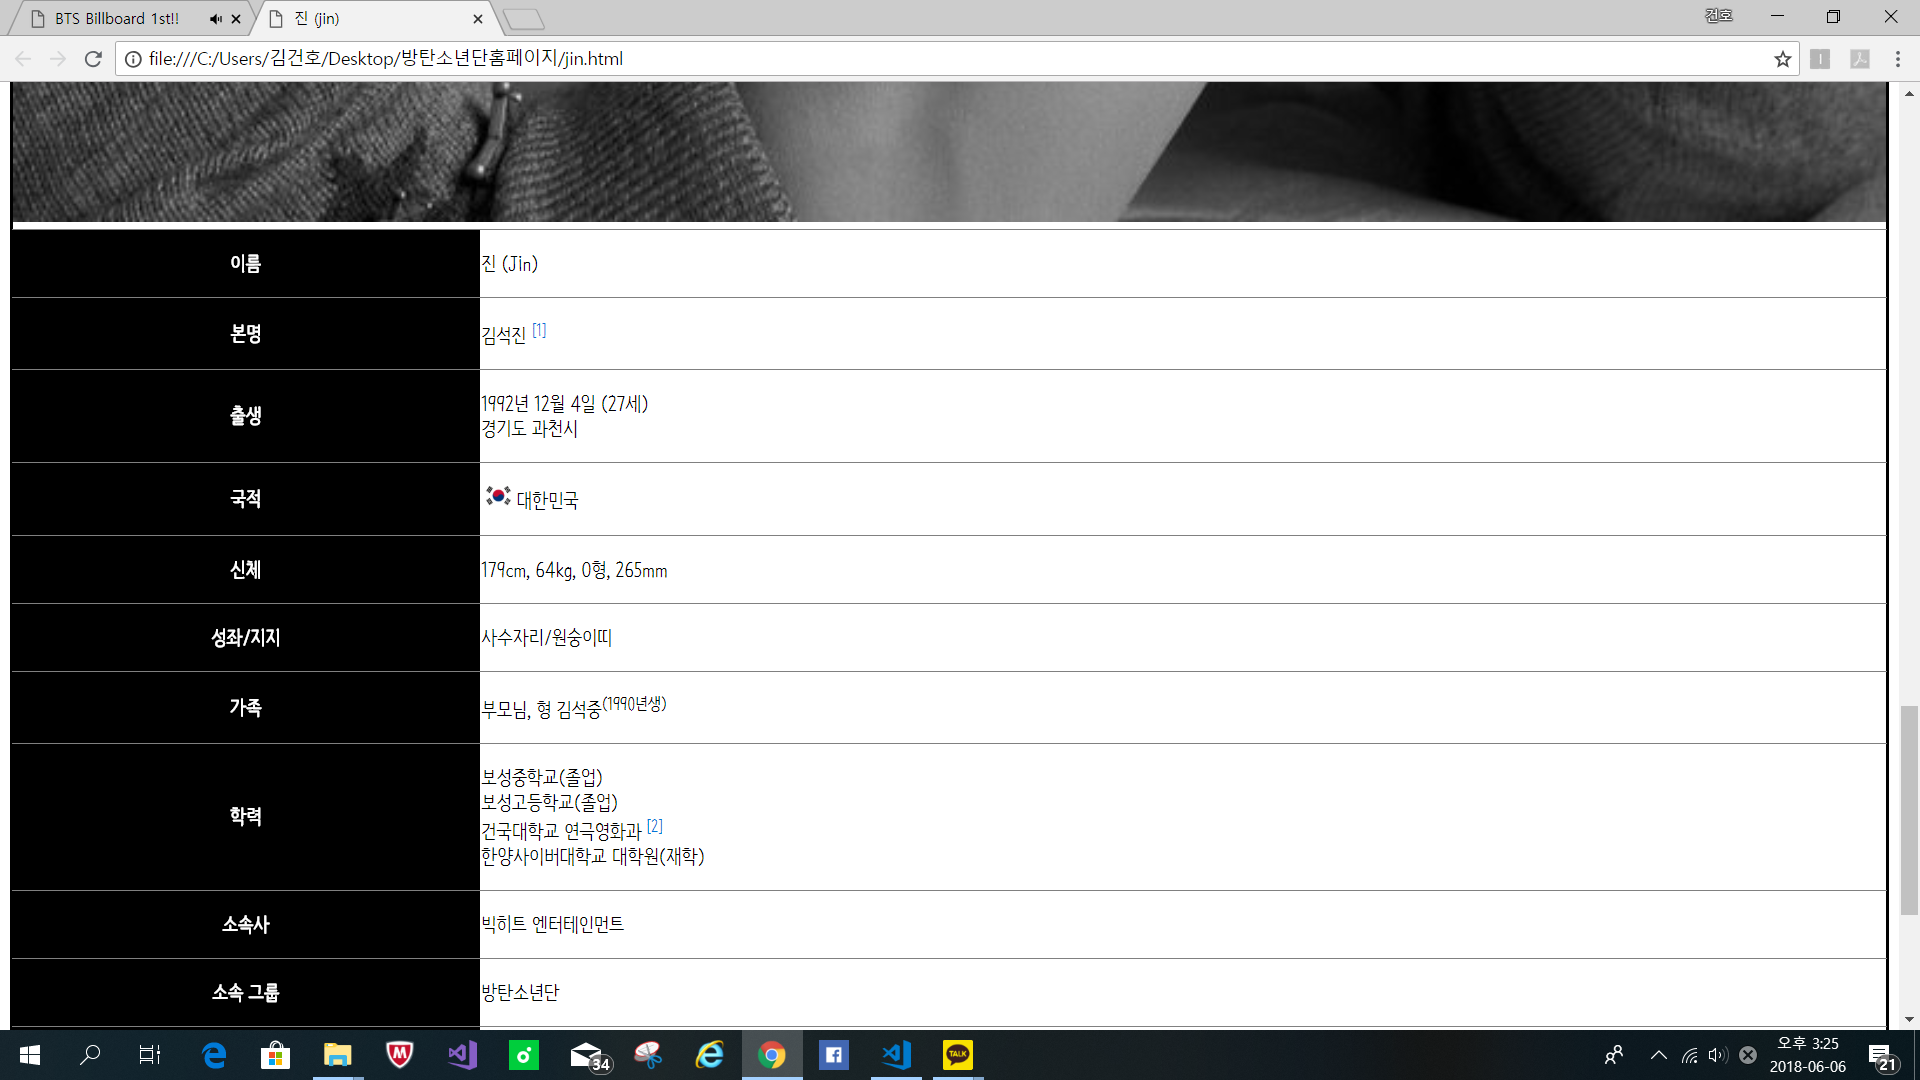 BTS Billboard 1st!!
진 (jin)
건호
file:///C:/Users/김건호/Desktop/방탄소년단홈페이지/jin.html
이름
진 (Jin)
본명
김석진 [1]
출생
1992년 12월 4일 (27세)
경기도 과천시
국적
대한민국
신체
179cm, 64kg, O형, 265mm
성좌/지지
사수자리/원숭이띠
가족
부모님, 형 김석중(1990년생)
학력
보성중학교(졸업)
보성고등학교(졸업)
건국대학교 연극영화과 [2]
한양사이버대학교 대학원(재학)
소속사
빅히트 엔터테인먼트
소속 그룹
방탄소년단
34
TALK
오후 3:25
2018-06-06
21